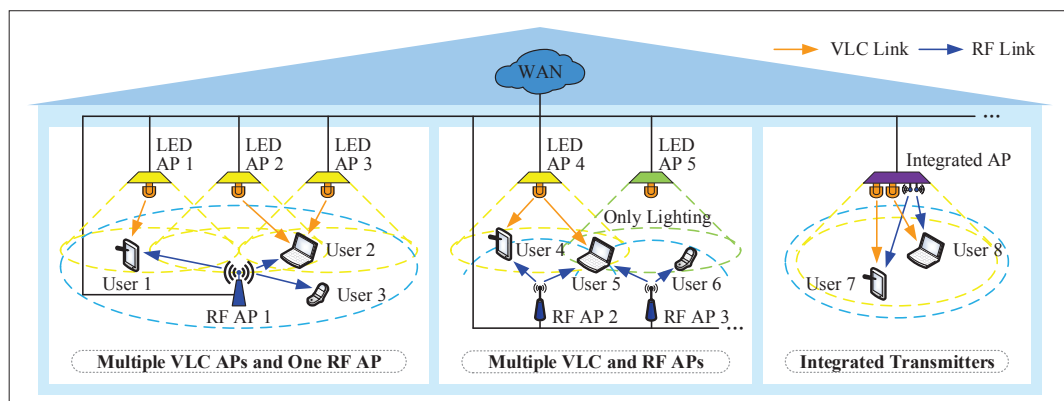 VLC Link
RF Link
WAN
...
LED
AP 1
LED
AP 2
LED
AP 3
LED
AP 4
LED
AP 5
Integrated AP
Only Lighting
User 1
User 2
User 3
RF AP 1
User 4
User 5
User 6
RF AP 2
RF AP 3
...
User 7
User 8
Multiple VLC APs and One RF AP
Multiple VLC and RF APs
Integrated Transmitters